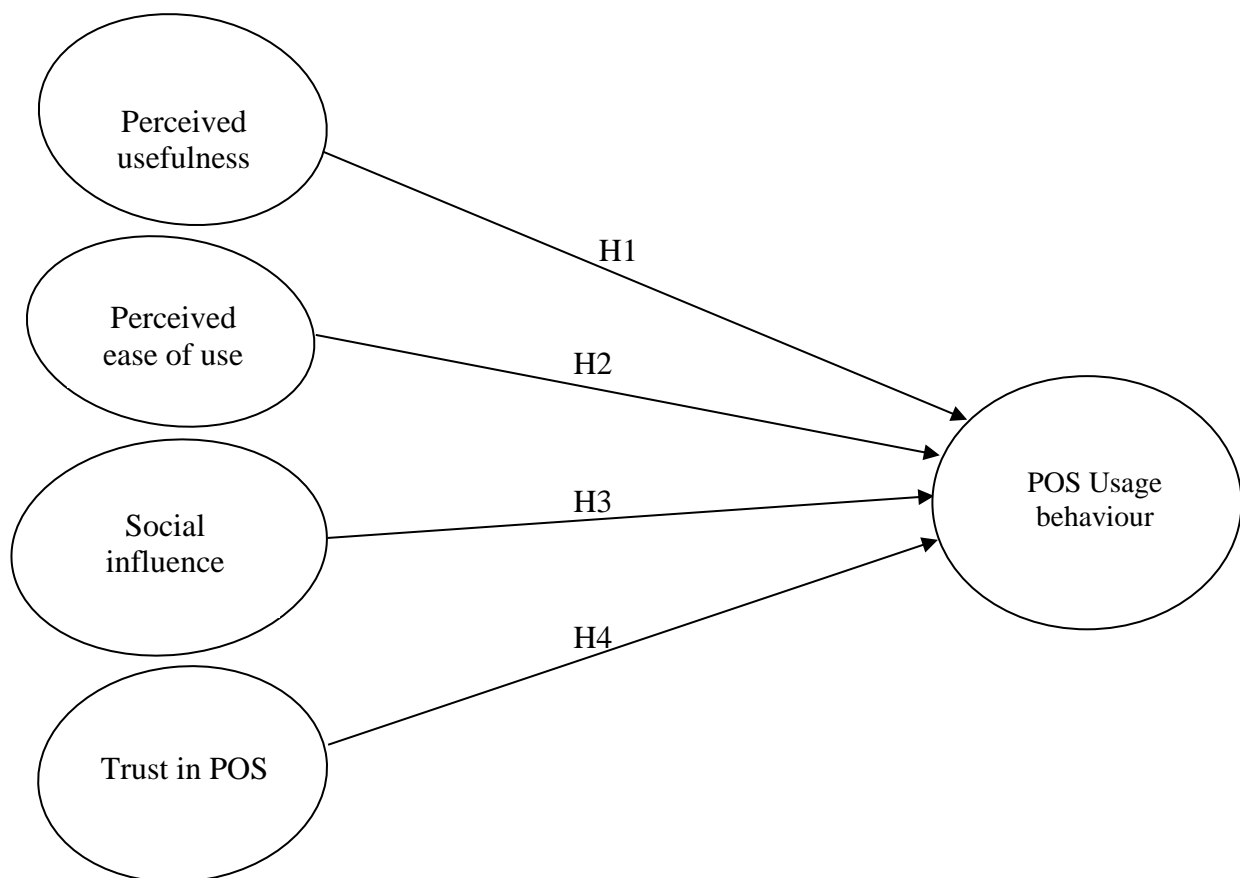 Perceived
usefulness
H1
Perceived
ease of use
H2
Social
influence
H3
POS Usage
behaviour
H4
Trust in POS